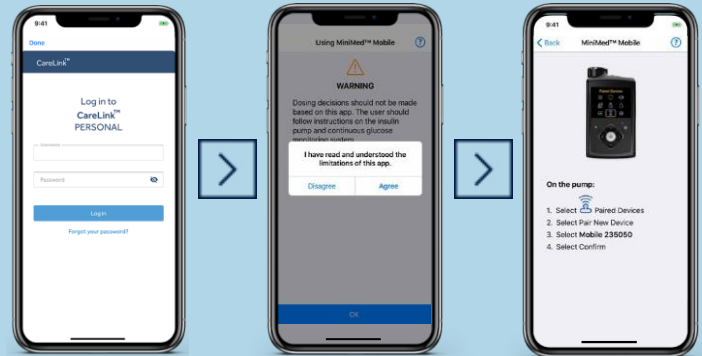 9:41
Done
CareLink™
Log in to
CareLink™
PERSONAL
Username
Password
Log in
Forgot your password?
Using MiniMed™ Mobile
?
WARNING
Dosing decisions should not be made
based on this app. The user should
follow instructions on the insulin
pump and continuous glucose
monitoring system
I have read and understood the
limitations of this app.
Disagree
Agree
OK
9:41
Back
MiniMed™ Mobile
?
Paired Devices
On the pump:
1. Select Paired Devices
2. Select Pair New Device
3. Select Mobile 235050
4. Select Confirm